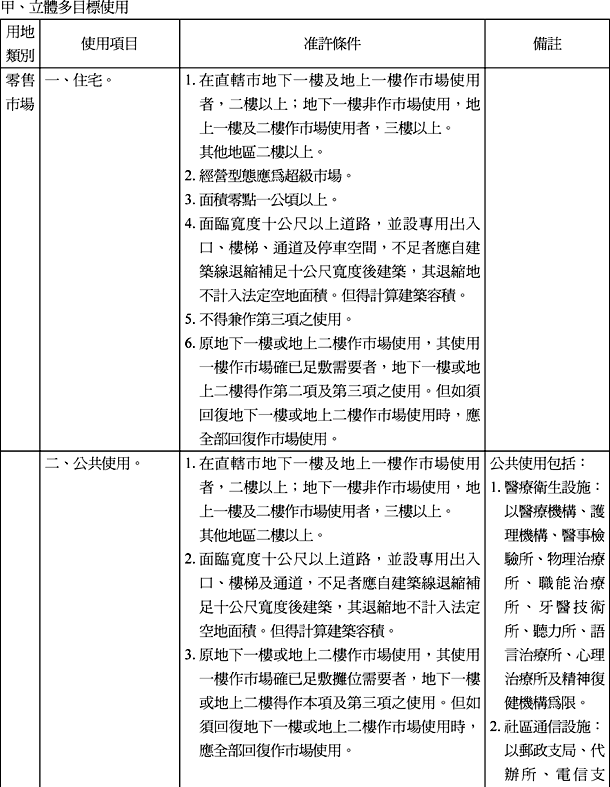 甲、立體多目標使用
用地類別
使用項目
准許條件
備註
零售市場
一、住宅。
1. 在直轄市地下一樓及地上一樓作市場使用
者，二樓以上；地下一樓非作市場使用，地
上一樓及二樓作市場使用者，三樓以上。
其他地區二樓以上。
2. 經營型態應為超級市場。
3. 面積零點一公頃以上。
4. 面臨寬度十公尺以上道路，並設專用出入
口、樓梯、通道及停車空間，不足者應自建
築線退縮補足十公尺寬度後建築，其退縮地
不計入法定空地面積。但得計算建築容積。
5. 不得兼作第三項之使用。
6. 原地下一樓或地上二樓作市場使用，其使用
一樓作市場確已足敷需要者，地下一樓或地
上二樓得作第二項及第三項之使用。但如須
回復地下一樓或地上二樓作市場使用時，應
全部回復作市場使用。
二、公共使用。
1. 在直轄市地下一樓及地上一樓作市場使用
者，二樓以上；地下一樓非作市場使用，地
上一樓及二樓作市場使用者，三樓以上。
其他地區二樓以上。
2. 面臨寬度十公尺以上道路，並設專用出入
口、樓梯及通道，不足者應自建築線退縮補
足十公尺寬度後建築，其退縮地不計入法定
空地面積。但得計算建築容積。
3. 原地下一樓或地上二樓作市場使用，其使用
一樓作市場確已足敷攤位需要者，地下一樓
或地上二樓得作本項及第三項之使用。但如
須回復地下一樓或地上二樓作市場使用時，
應全部回復作市場使用。
公共使用包括：
1. 醫療衛生設施：
以醫療機構、護
理機構、醫事檢
驗所、物理治療
所、職能治療
所、牙醫技術
所、聽力所、語
言治療所、心理
治療所及精神復
健機構為限。
2. 社區通信設施：
以郵政支局、代
辦所、電信支